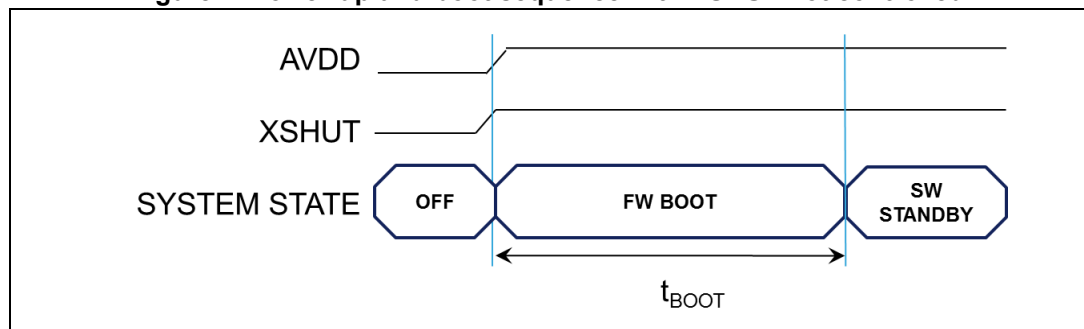 AVDD
XSHUT
SYSTEM STATE
OFF
FW BOOT
SW
STANDBY
tBOOT